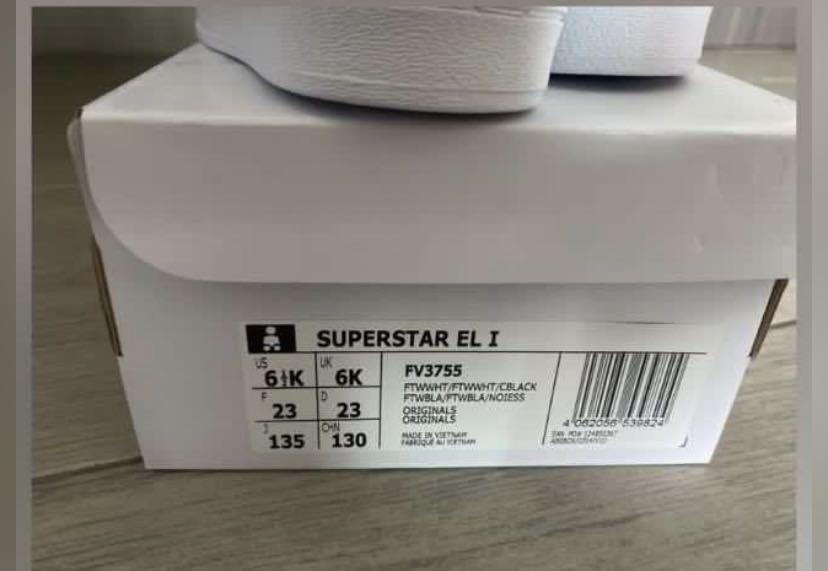 SUPERSTAR EL I
US
6½K
UK
6K
F
23
D
23
J
135
CHN
130
FV3755
FTWWHT/FTWWHT/CBLACK
FTWBLA/FTWBLA/NOIESS
ORIGINALS
ORIGINALS
MADE IN VIETNAM
FABRIQUE AU VIETNAM
4 062056 539824